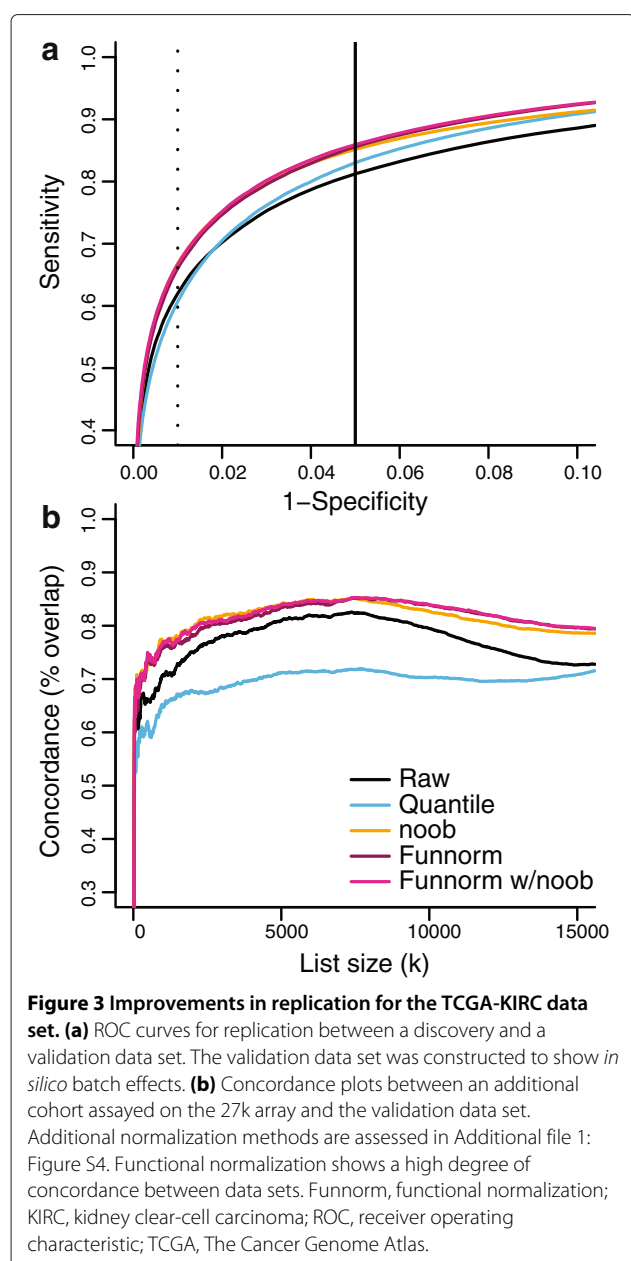 a
1.0
0.9
0.8
0.7
0.6
0.5
0.4
Sensitivity
0.00 0.02 0.04 0.06 0.08 0.10
1−Specificity
b
1.0
0.9
0.8
0.7
0.6
0.5
0.4
0.3
Concordance (% overlap)
Raw
Quantile
noob
Funnorm
Funnorm w/noob
0 5000 10000 15000
List size (k)
Figure 3 Improvements in replication for the TCGA-KIRC data
set. (a) ROC curves for replication between a discovery and a
validation data set. The validation data set was constructed to show in
silico batch effects. (b) Concordance plots between an additional
cohort assayed on the 27k array and the validation data set.
Additional normalization methods are assessed in Additional file 1:
Figure S4. Functional normalization shows a high degree of
concordance between data sets. Funnorm, functional normalization;
KIRC, kidney clear-cell carcinoma; ROC, receiver operating
characteristic; TCGA, The Cancer Genome Atlas.